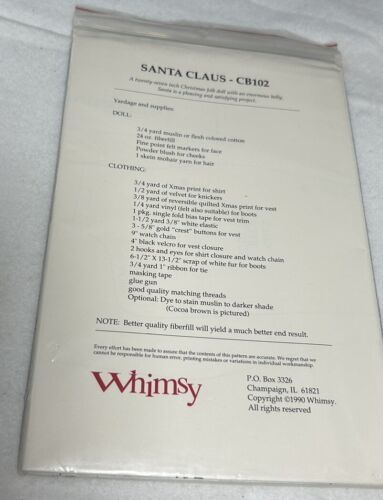 SANTA CLAUS - CB102
A twenty-seven inch Christmas folk doll with an enormous belly.
Santa is a pleasing and satisfying project.
Yardage and supplies:
DOLL:
3/4 yard muslin or flesh colored cotton
24 oz. fiberfill
Fine point felt markers for face
Powder blush for cheeks
1 skein mohair yarn for hair
CLOTHING:
3/4 yard of Xmas print for shirt
1/2 yard of velvet for knickers
3/8 yard of reversible quilted Xmas print for vest
1/4 yard vinyl (felt also suitable) for boots
1 pkg. single fold bias tape for vest trim
1-1/2 yard 3/8" white elastic
3 - 5/8" gold "crest" buttons for vest
9" watch chain
4" black velcro for vest closure
2 hooks and eyes for shirt closure and watch chain
6-1/2" X 13-1/2" scrap of white fur for boots
3/4 yard 1" ribbon for tie
masking tape
glue gun
good quality matching threads
Optional: Dye to stain muslin to darker shade
(Cocoa brown is pictured)
NOTE: Better quality fiberfill will yield a much better end result.
Every effort has been made to assure that the contents of this pattern are accurate. We regret that we
cannot be responsible for human error, printing mistakes or variations in individual workmanship.
Whimsy
P.O. Box 3326
Champaign, IL 61821
Copyright ©1990 Whimsy.
All rights reserved